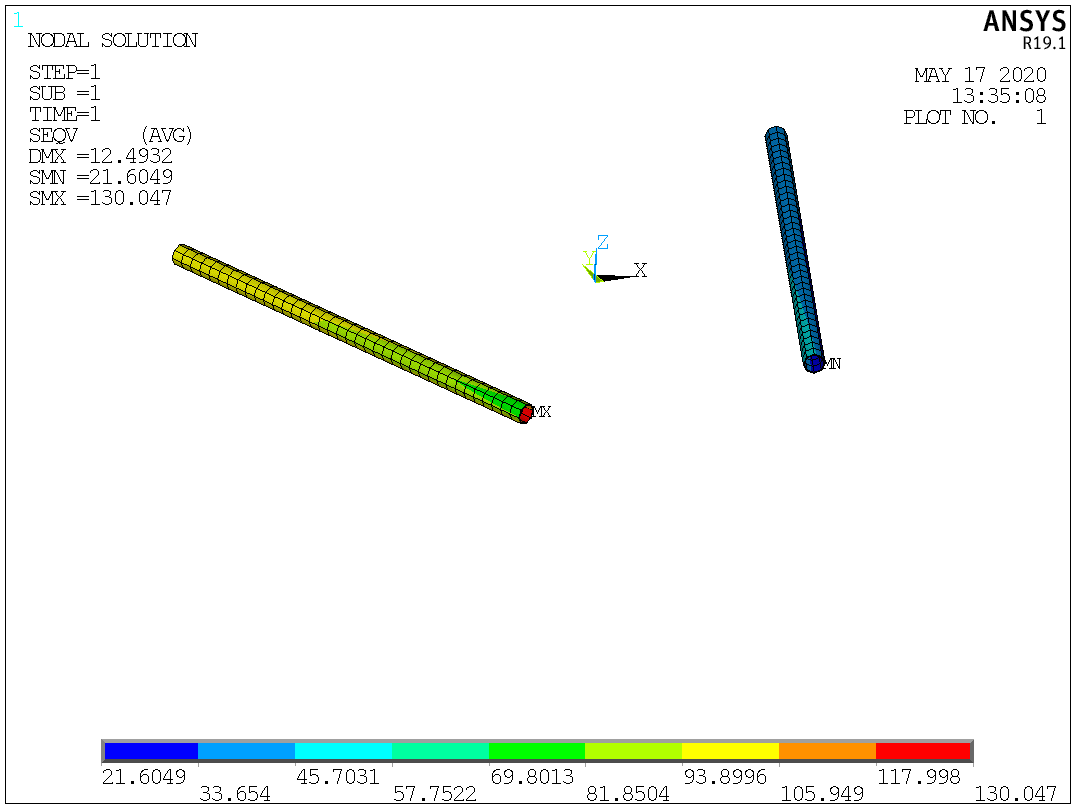 1
ANSYS
R19.1
NODAL SOLUTION
STEP=1
SUB =1
TIME=1
SEQV     (AVG)
DMX =12.4932
SMN =21.6049
SMX =130.047
MAY 17 2020
13:35:08
PLOT NO.   1
Z
Y
X
MN
MX
21.6049 45.7031 69.8013 93.8996 117.998
33.654 57.7522 81.8504 105.949 130.047